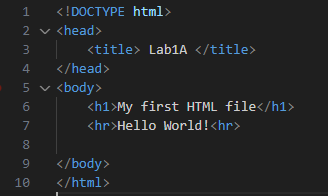 1 <!DOCTYPE html>
2 <head>
3 <title> Lab1A </title>
4 </head>
5 <body>
6 <h1>My first HTML file</h1>
7 <hr>Hello World!<hr>
8
9 </body>
10 </html>